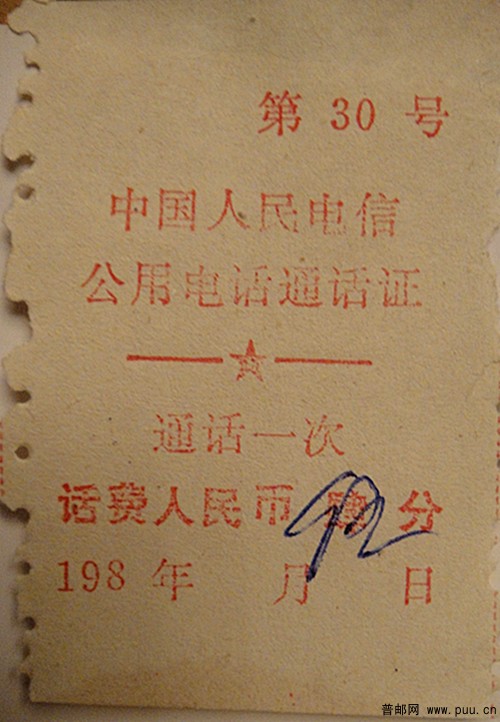 第 30 号
中国人民电信
公用电话通话证
通话一次
话费人民币 肆 分
198 年 月 日
普邮网 www.puu.cn